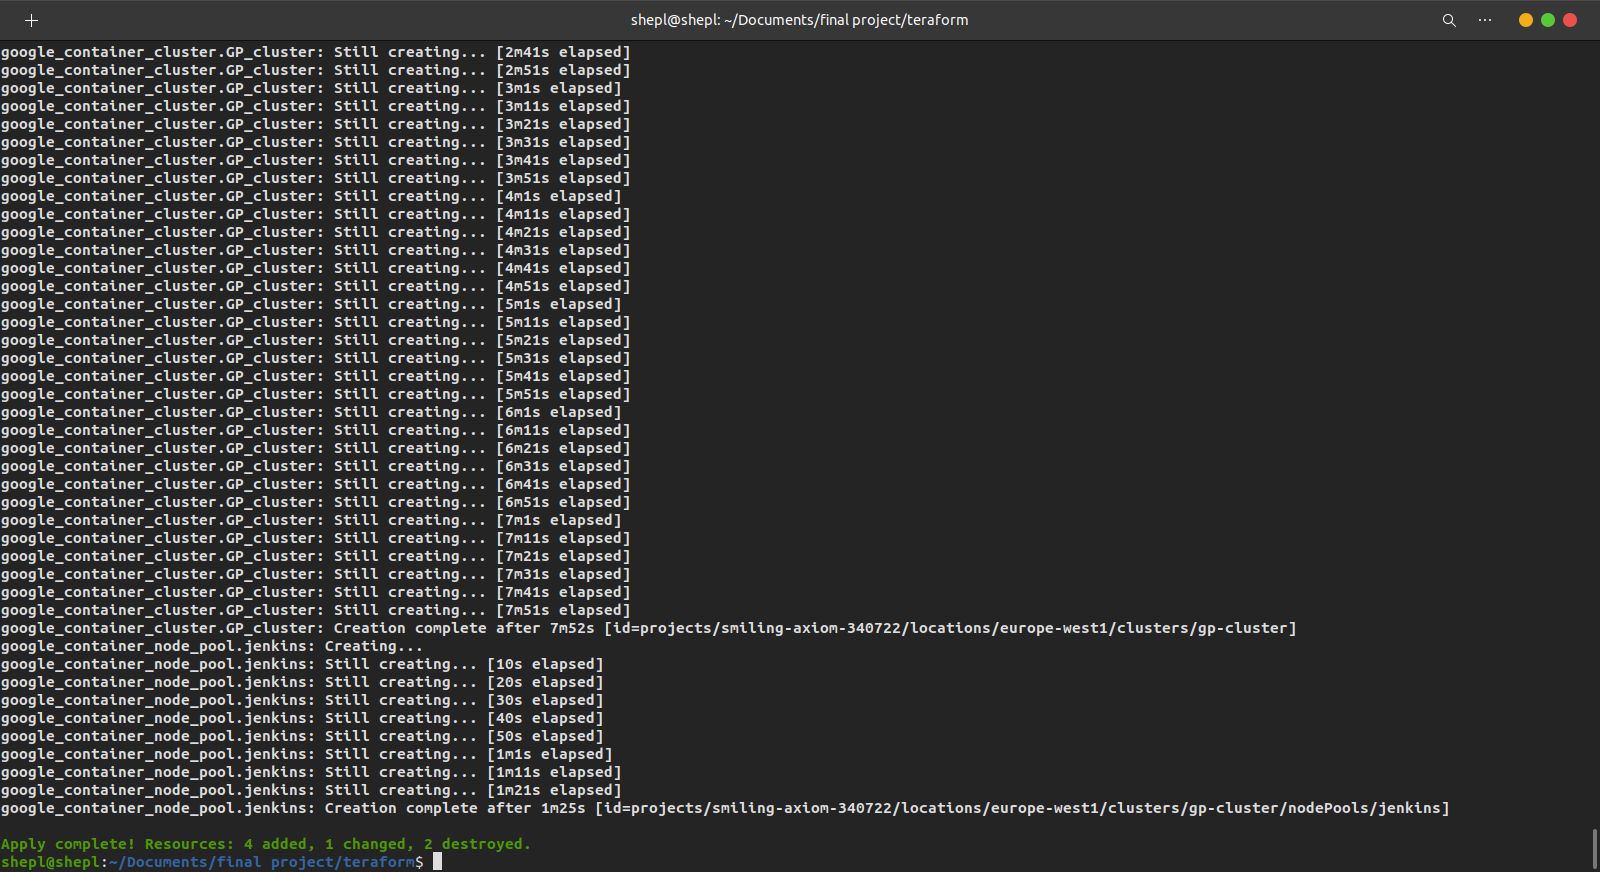 shepl@shepl: ~/Documents/final project/teraform
google_container_cluster.GP_cluster: Still creating... [2m41s elapsed]
google_container_cluster.GP_cluster: Still creating... [2m51s elapsed]
google_container_cluster.GP_cluster: Still creating... [3m1s elapsed]
google_container_cluster.GP_cluster: Still creating... [3m11s elapsed]
google_container_cluster.GP_cluster: Still creating... [3m21s elapsed]
google_container_cluster.GP_cluster: Still creating... [3m31s elapsed]
google_container_cluster.GP_cluster: Still creating... [3m41s elapsed]
google_container_cluster.GP_cluster: Still creating... [3m51s elapsed]
google_container_cluster.GP_cluster: Still creating... [4m1s elapsed]
google_container_cluster.GP_cluster: Still creating... [4m11s elapsed]
google_container_cluster.GP_cluster: Still creating... [4m21s elapsed]
google_container_cluster.GP_cluster: Still creating... [4m31s elapsed]
google_container_cluster.GP_cluster: Still creating... [4m41s elapsed]
google_container_cluster.GP_cluster: Still creating... [4m51s elapsed]
google_container_cluster.GP_cluster: Still creating... [5m1s elapsed]
google_container_cluster.GP_cluster: Still creating... [5m11s elapsed]
google_container_cluster.GP_cluster: Still creating... [5m21s elapsed]
google_container_cluster.GP_cluster: Still creating... [5m31s elapsed]
google_container_cluster.GP_cluster: Still creating... [5m41s elapsed]
google_container_cluster.GP_cluster: Still creating... [5m51s elapsed]
google_container_cluster.GP_cluster: Still creating... [6m1s elapsed]
google_container_cluster.GP_cluster: Still creating... [6m11s elapsed]
google_container_cluster.GP_cluster: Still creating... [6m21s elapsed]
google_container_cluster.GP_cluster: Still creating... [6m31s elapsed]
google_container_cluster.GP_cluster: Still creating... [6m41s elapsed]
google_container_cluster.GP_cluster: Still creating... [6m51s elapsed]
google_container_cluster.GP_cluster: Still creating... [7m1s elapsed]
google_container_cluster.GP_cluster: Still creating... [7m11s elapsed]
google_container_cluster.GP_cluster: Still creating... [7m21s elapsed]
google_container_cluster.GP_cluster: Still creating... [7m31s elapsed]
google_container_cluster.GP_cluster: Still creating... [7m41s elapsed]
google_container_cluster.GP_cluster: Still creating... [7m51s elapsed]
google_container_cluster.GP_cluster: Creation complete after 7m52s [id=projects/smiling-axiom-340722/locations/europe-west1/clusters/gp-cluster]
google_container_node_pool.jenkins: Creating...
google_container_node_pool.jenkins: Still creating... [10s elapsed]
google_container_node_pool.jenkins: Still creating... [20s elapsed]
google_container_node_pool.jenkins: Still creating... [30s elapsed]
google_container_node_pool.jenkins: Still creating... [40s elapsed]
google_container_node_pool.jenkins: Still creating... [50s elapsed]
google_container_node_pool.jenkins: Still creating... [1m1s elapsed]
google_container_node_pool.jenkins: Still creating... [1m11s elapsed]
google_container_node_pool.jenkins: Still creating... [1m21s elapsed]
google_container_node_pool.jenkins: Creation complete after 1m25s [id=projects/smiling-axiom-340722/locations/europe-west1/clusters/gp-cluster/nodePools/jenkins]
Apply complete! Resources: 4 added, 1 changed, 2 destroyed.
shepl@shepl:~/Documents/final project/teraform$